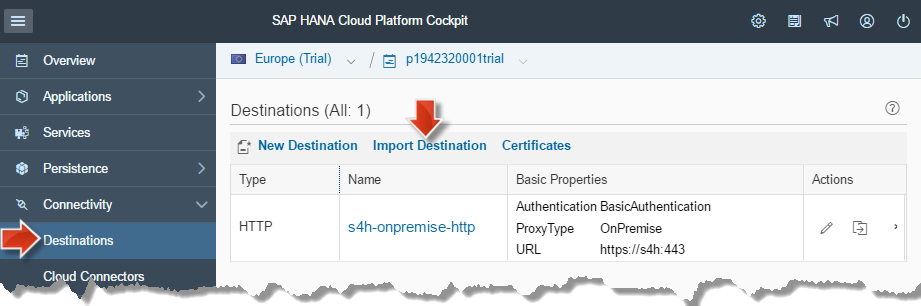 SAP HANA Cloud Platform Cockpit
Overview
Applications
Services
Persistence
Connectivity
Destinations
Cloud Connectors
Europe (Trial) / p1942320001trial
Destinations (All: 1)
New Destination Import Destination Certificates
Type Name Basic Properties Actions
HTTP s4h-onpremise-http
Authentication BasicAuthentication
ProxyType OnPremise
URL https://s4h:443